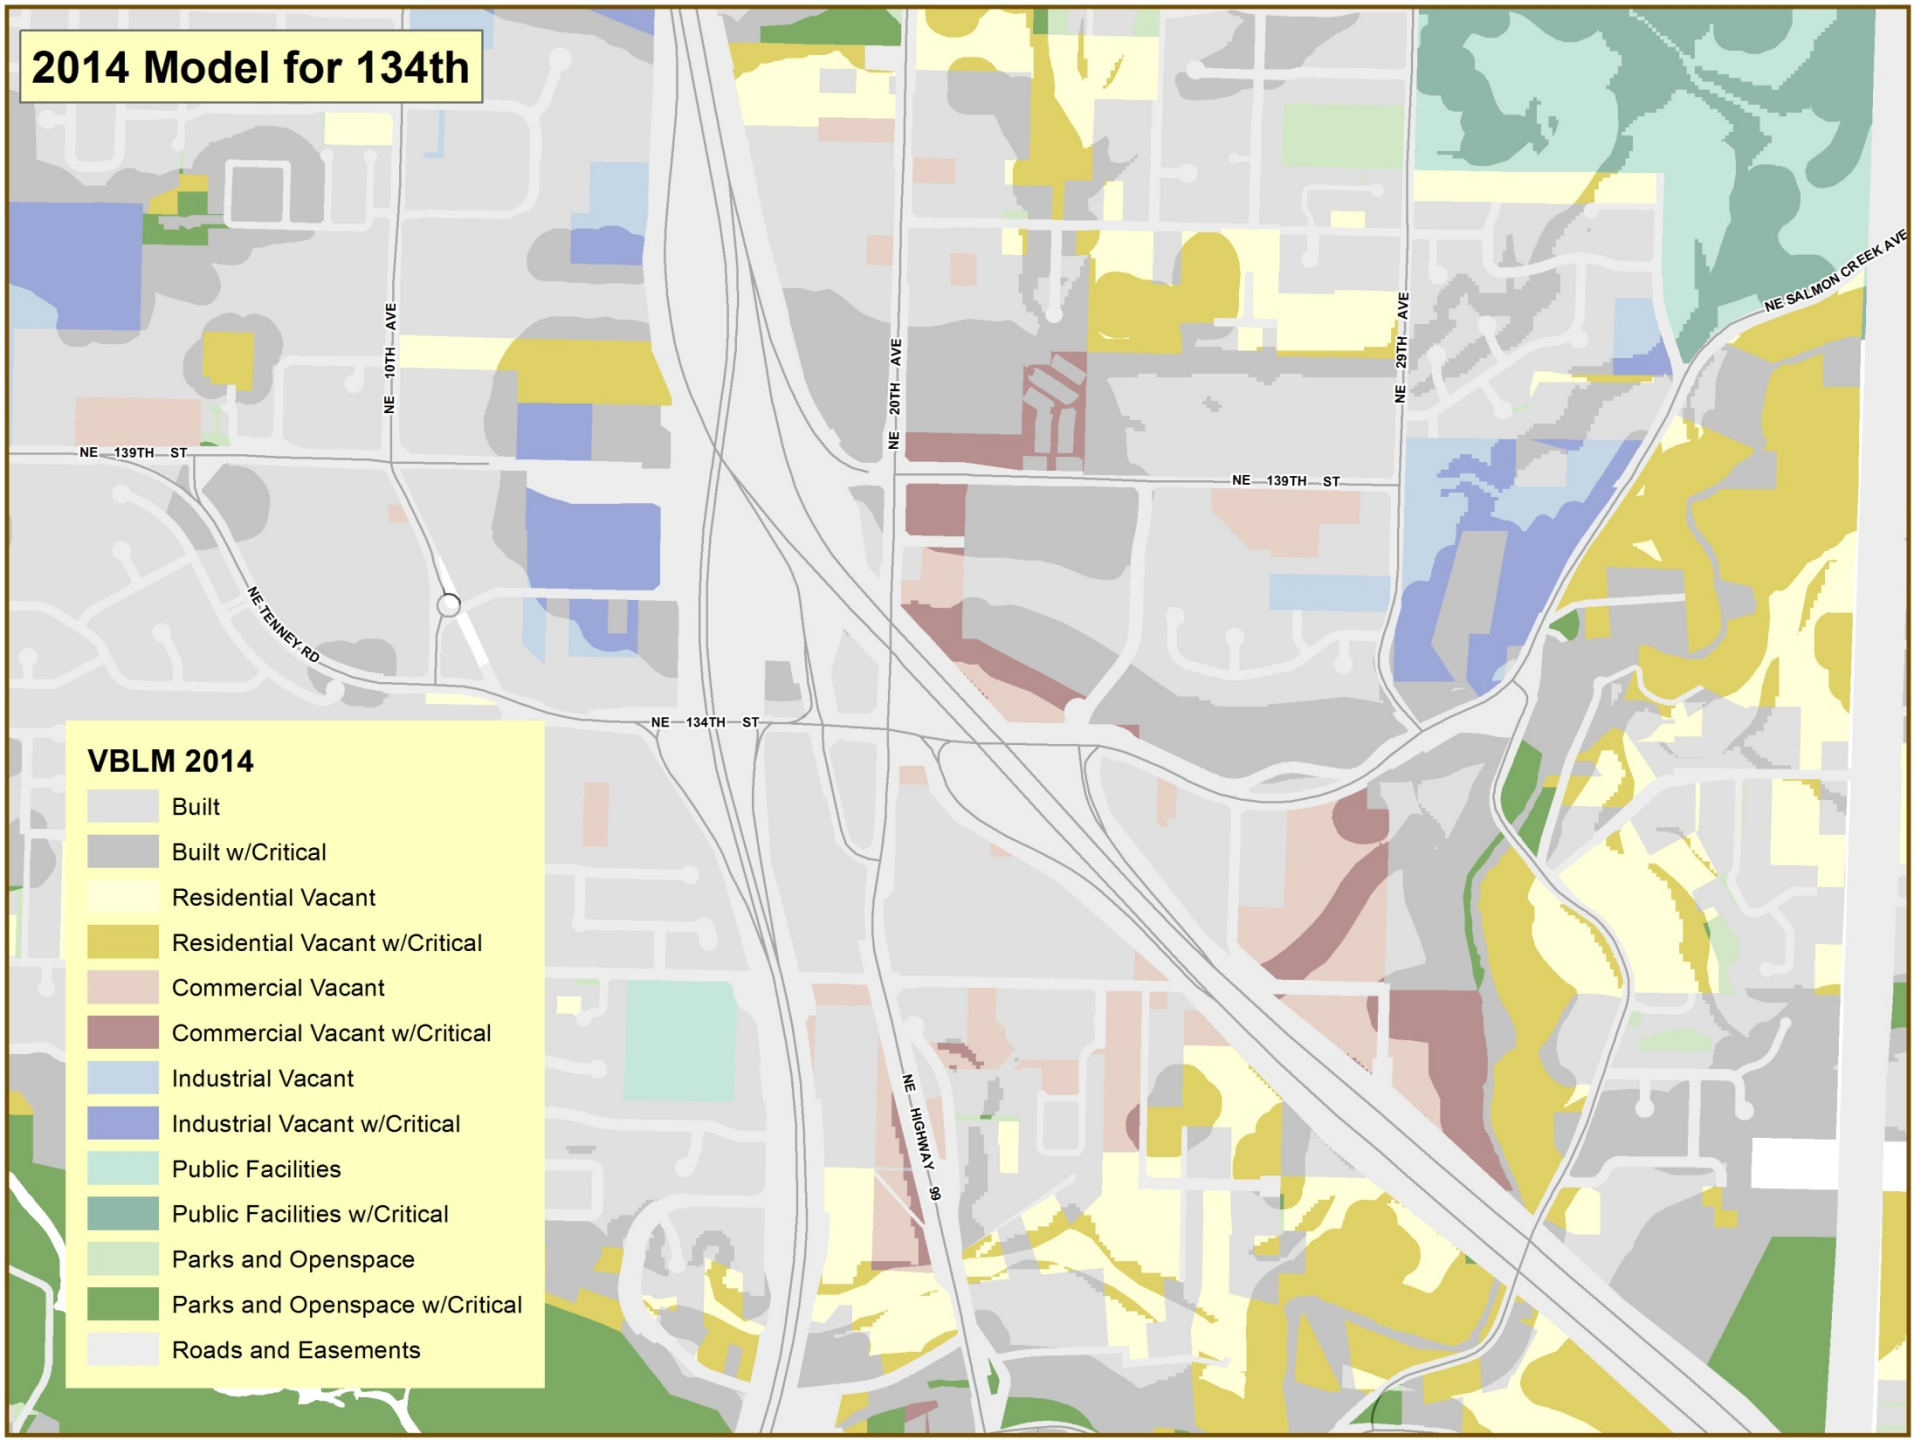 2014 Model for 134th
NE SALMON CREEK AVE
NE 10TH AVE
NE 20TH AVE
NE 29TH AVE
NE 139TH ST
NE 139TH ST
NE TENNEY RD
NE 134TH ST
NE HIGHWAY 99
VBLM 2014
Built
Built w/Critical
Residential Vacant
Residential Vacant w/Critical
Commercial Vacant
Commercial Vacant w/Critical
Industrial Vacant
Industrial Vacant w/Critical
Public Facilities
Public Facilities w/Critical
Parks and Openspace
Parks and Openspace w/Critical
Roads and Easements